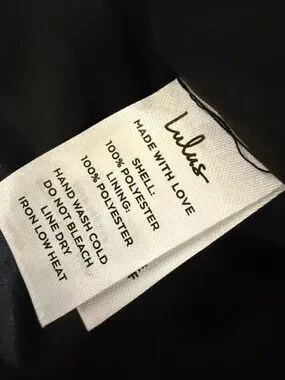 Lulus
MADE WITH LOVE
SHELL:
100% POLYESTER
LINING:
100% POLYESTER
HAND WASH COLD
DO NOT BLEACH
LINE DRY
IRON LOW HEAT